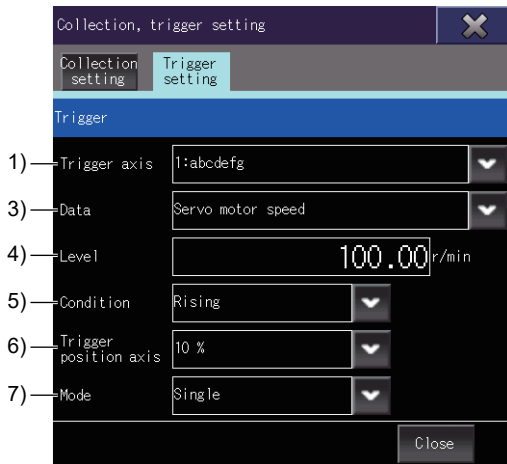 Collection, trigger setting
Collection
setting
Trigger
setting
Trigger
1) Trigger axis 1:abcdefg
3) Data Servo motor speed
4) Level 100.00 r/min
5) Condition Rising
6) Trigger
position axis 10 %
7) Mode Single
Close